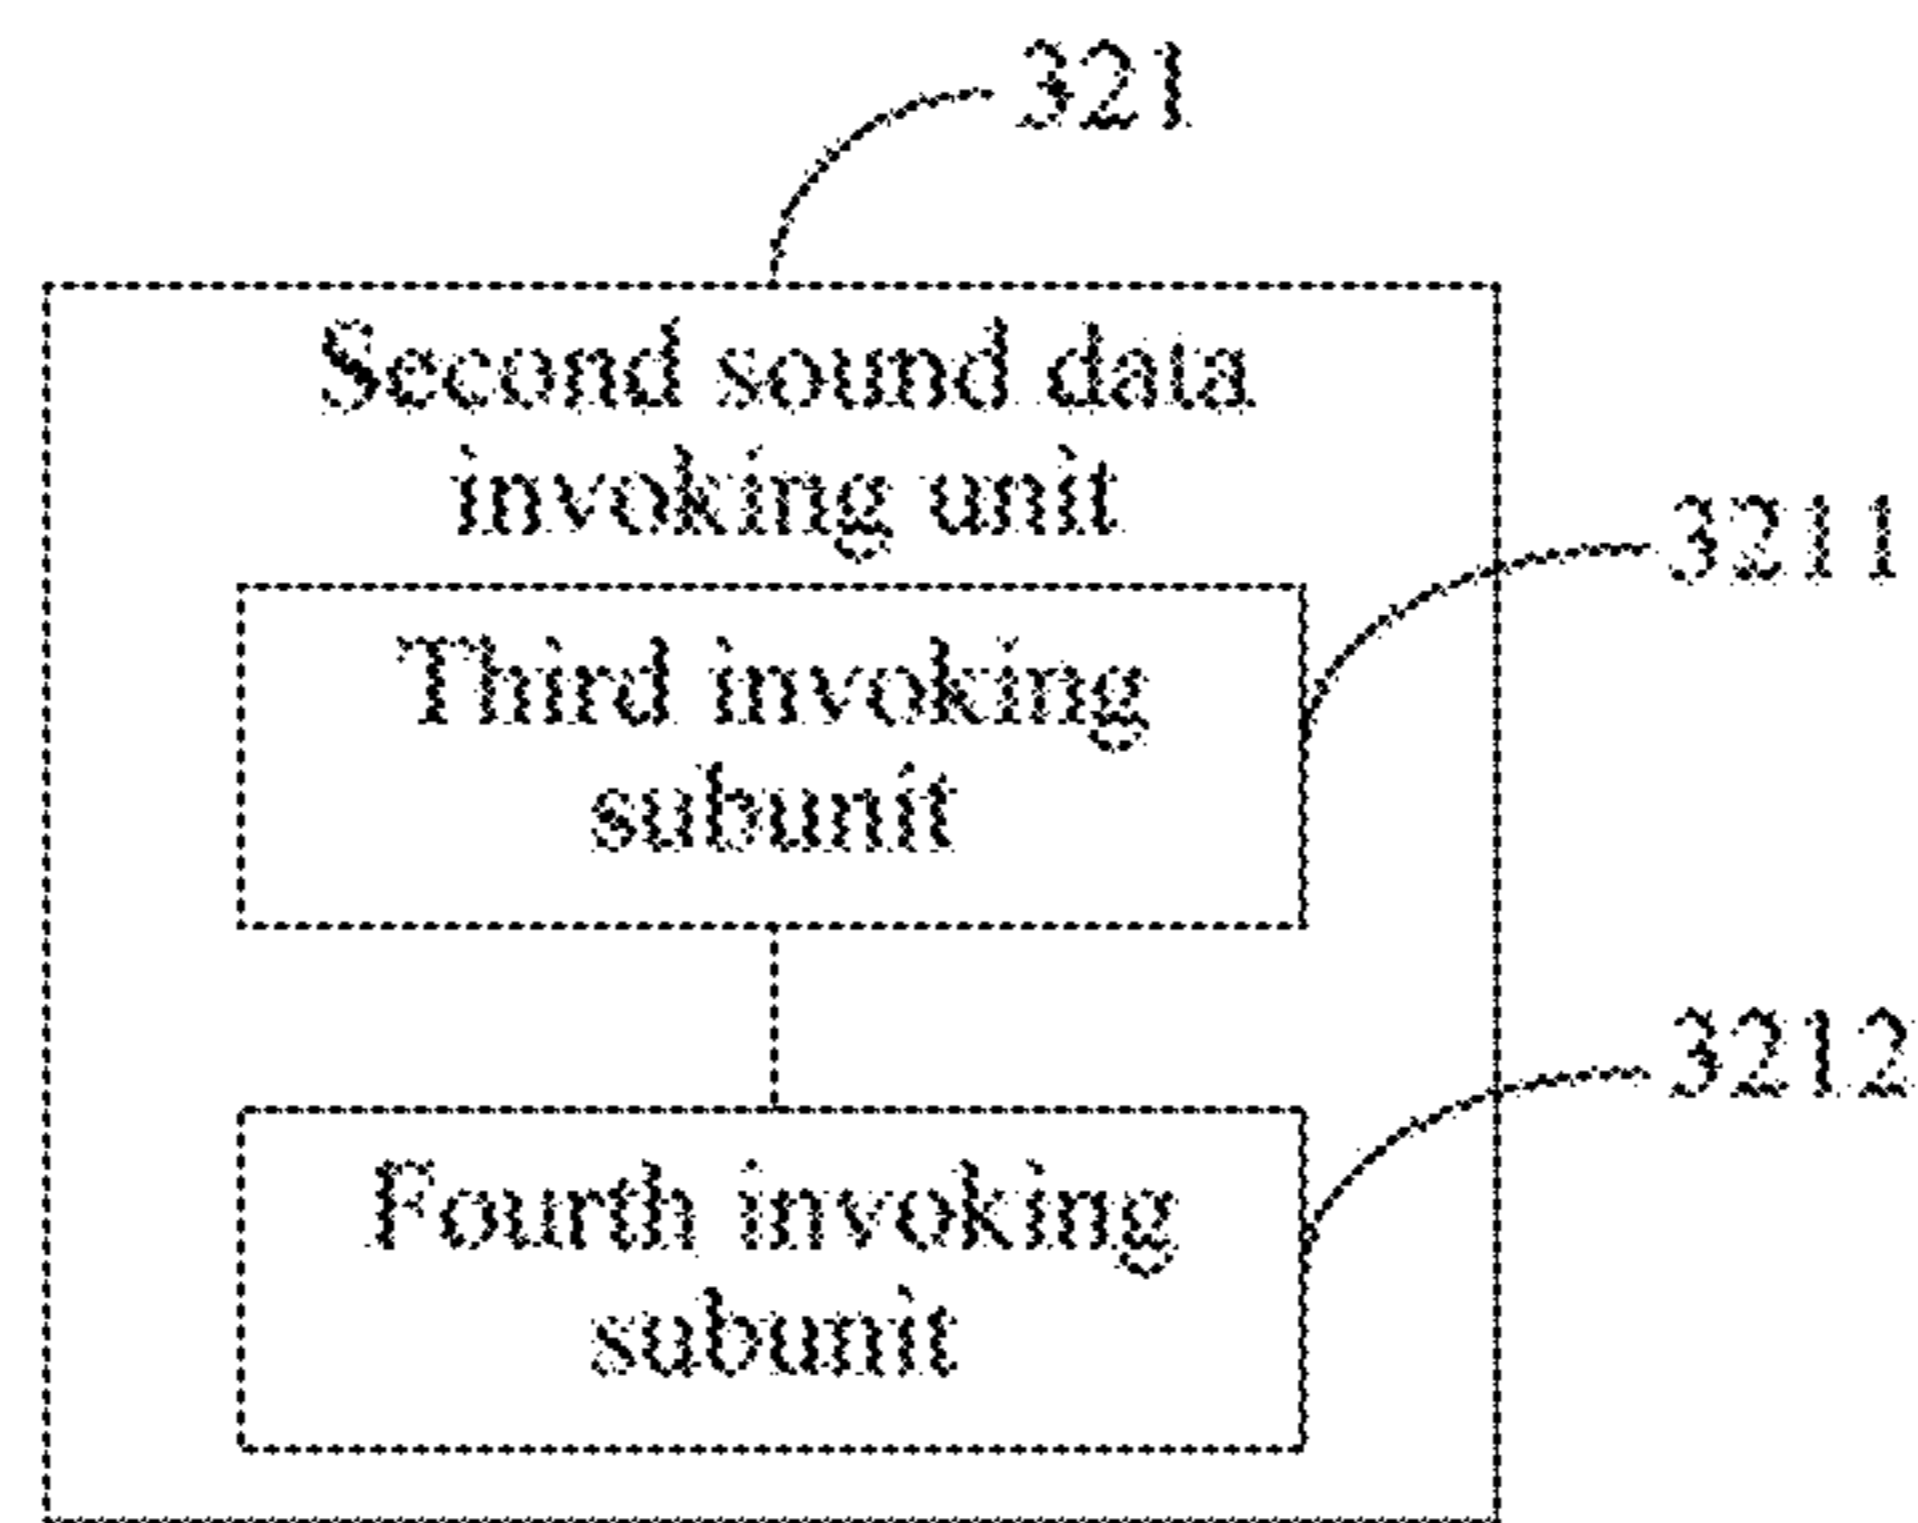 321
Second sound data
invoking unit
3211
Third invoking
subunit
3212
Fourth invoking
subunit